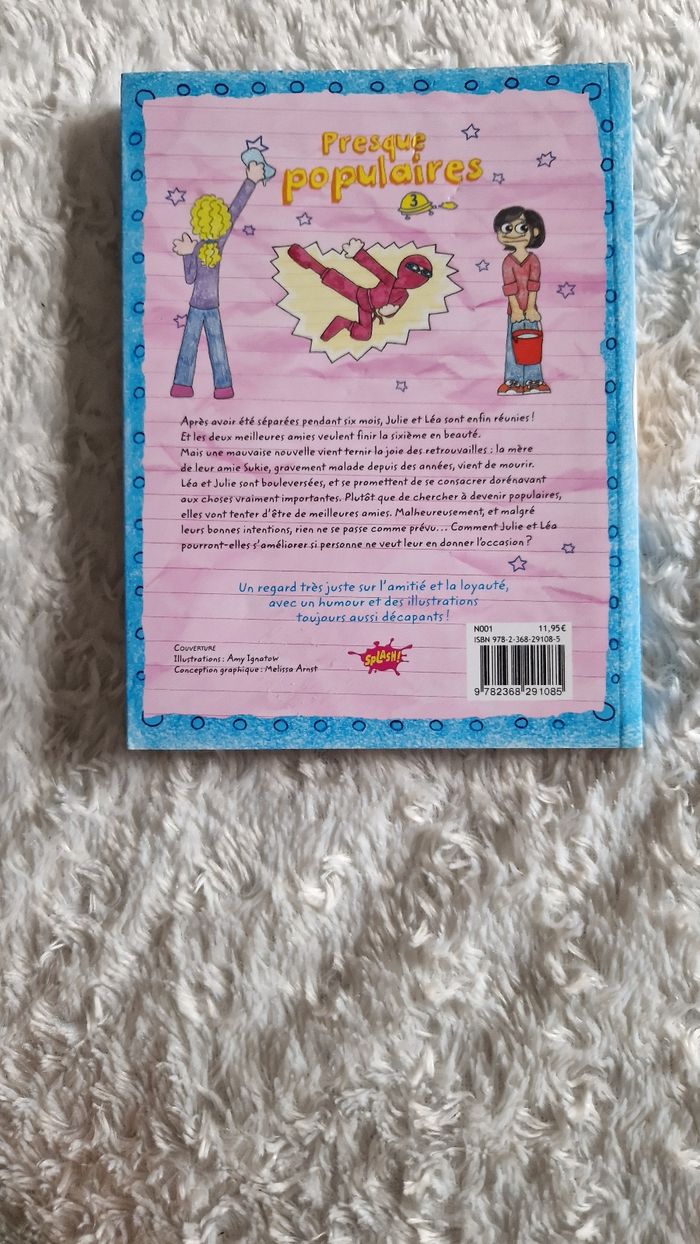 Presque
populaires
3
Après avoir été séparées pendant six mois, Julie et Léa sont enfin réunies !
Et les deux meilleures amies veulent finir la sixième en beauté.
Mais une mauvaise nouvelle vient ternir la joie des retrouvailles : la mère
de leur amie Sukie, gravement malade depuis des années, vient de mourir.
Léa et Julie sont bouleversées, et se promettent de se consacrer dorénavant
aux choses vraiment importantes. Plutôt que de chercher à devenir populaires,
elles vont tenter d'être de meilleures amies. Malheureusement, et malgré
leurs bonnes intentions, rien ne se passe comme prévu... Comment Julie et Léa
pourront-elles s'améliorer si personne ne veut leur en donner l'occasion ?
Un regard très juste sur l'amitié et la loyauté,
avec un humour et des illustrations
toujours aussi décapants !
COUVERTURE
Illustrations : Amy Ignatow
Conception graphique : Melissa Arnst
SPLASH!
N001 11,95 €
ISBN 978-2-368-29108-5
9 782368 291085